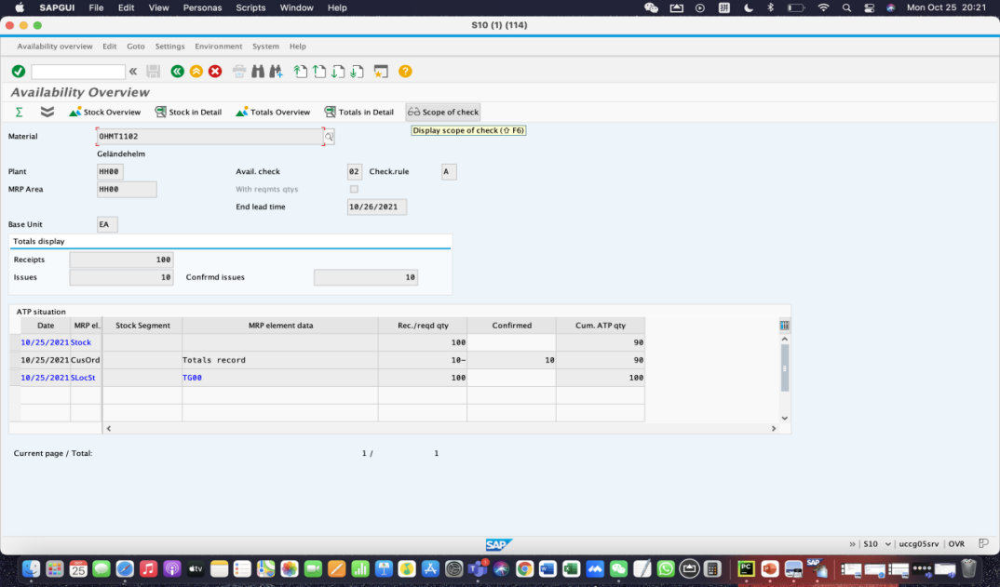 SAPGUI File Edit View Personas Scripts Window Help Mon Oct 25 20:21
S10 (1) (114)
Availability overview Edit Goto Settings Environment System Help
Availability Overview
Stock Overview Stock in Detail Totals Overview Totals in Detail Scope of check
Display scope of check (⇧ F6)
Material OHMT1102
Geländehelm
Plant HH00 Avail. check 02 Check.rule A
MRP Area HH00 With reqmts qtys
End lead time 10/26/2021
Base Unit EA
Totals display
Receipts 100
Issues 10 Confrmd issues 10
ATP situation
Date MRP el.. Stock Segment MRP element data Rec./reqd qty Confirmed Cum. ATP qty
10/25/2021 Stock 100 90
10/25/2021 CusOrd Totals record 10- 10 90
10/25/2021 SLocSt TG00 100 100
Current page / Total: 1 / 1
SAP » S10 uccg05srv OVR
25 tv PC SAP